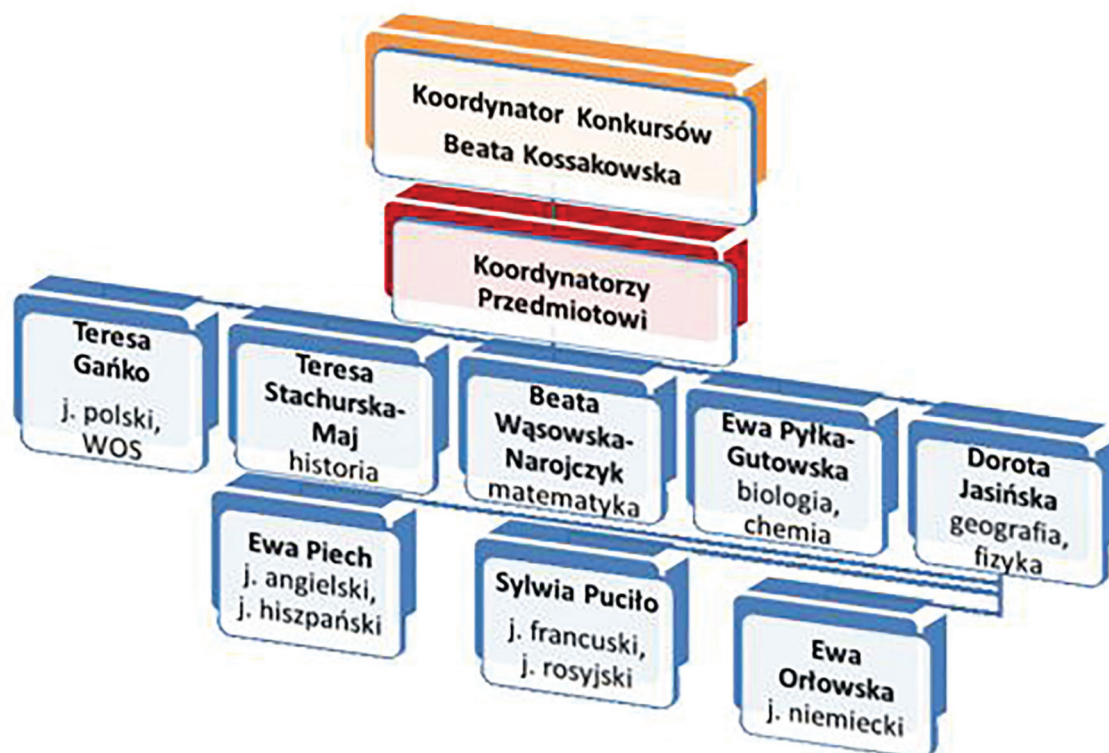 Koordynator Konkursów
Beata Kossakowska
Koordynatorzy
Przedmiotowi
Teresa
Gańko
j. polski,
WOS
Teresa
Stachurska-
Maj
historia
Beata
Wąsowska-
Narojczyk
matematyka
Ewa Pyłka-
Gutowska
biologia,
chemia
Dorota
Jasińska
geografia,
fizyka
Ewa Piech
j. angielski,
j. hiszpański
Sylwia Puciło
j. francuski,
j. rosyjski
Ewa
Orłowska
j. niemiecki